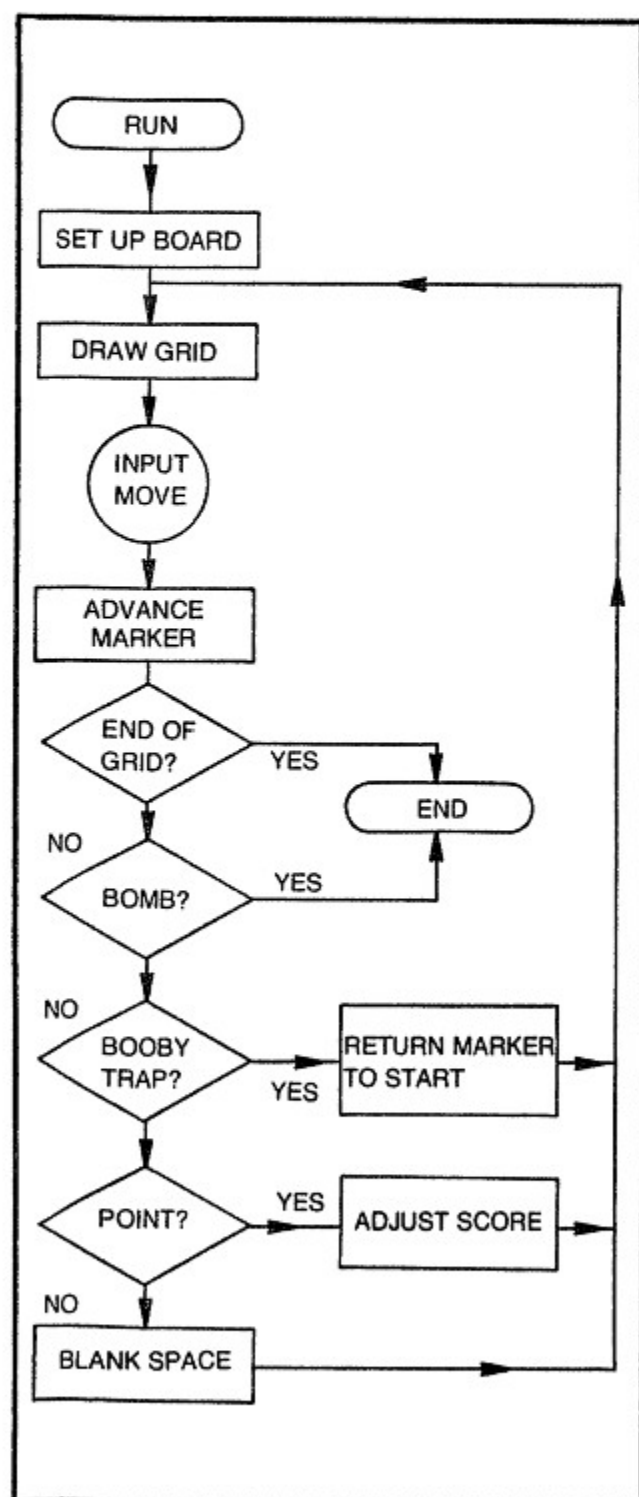 RUN
SET UP BOARD
DRAW GRID
INPUT
MOVE
ADVANCE
MARKER
END OF
GRID?
YES
END
NO
BOMB?
YES
NO
BOOBY
TRAP?
YES
RETURN MARKER
TO START
POINT?
YES
ADJUST SCORE
NO
BLANK SPACE